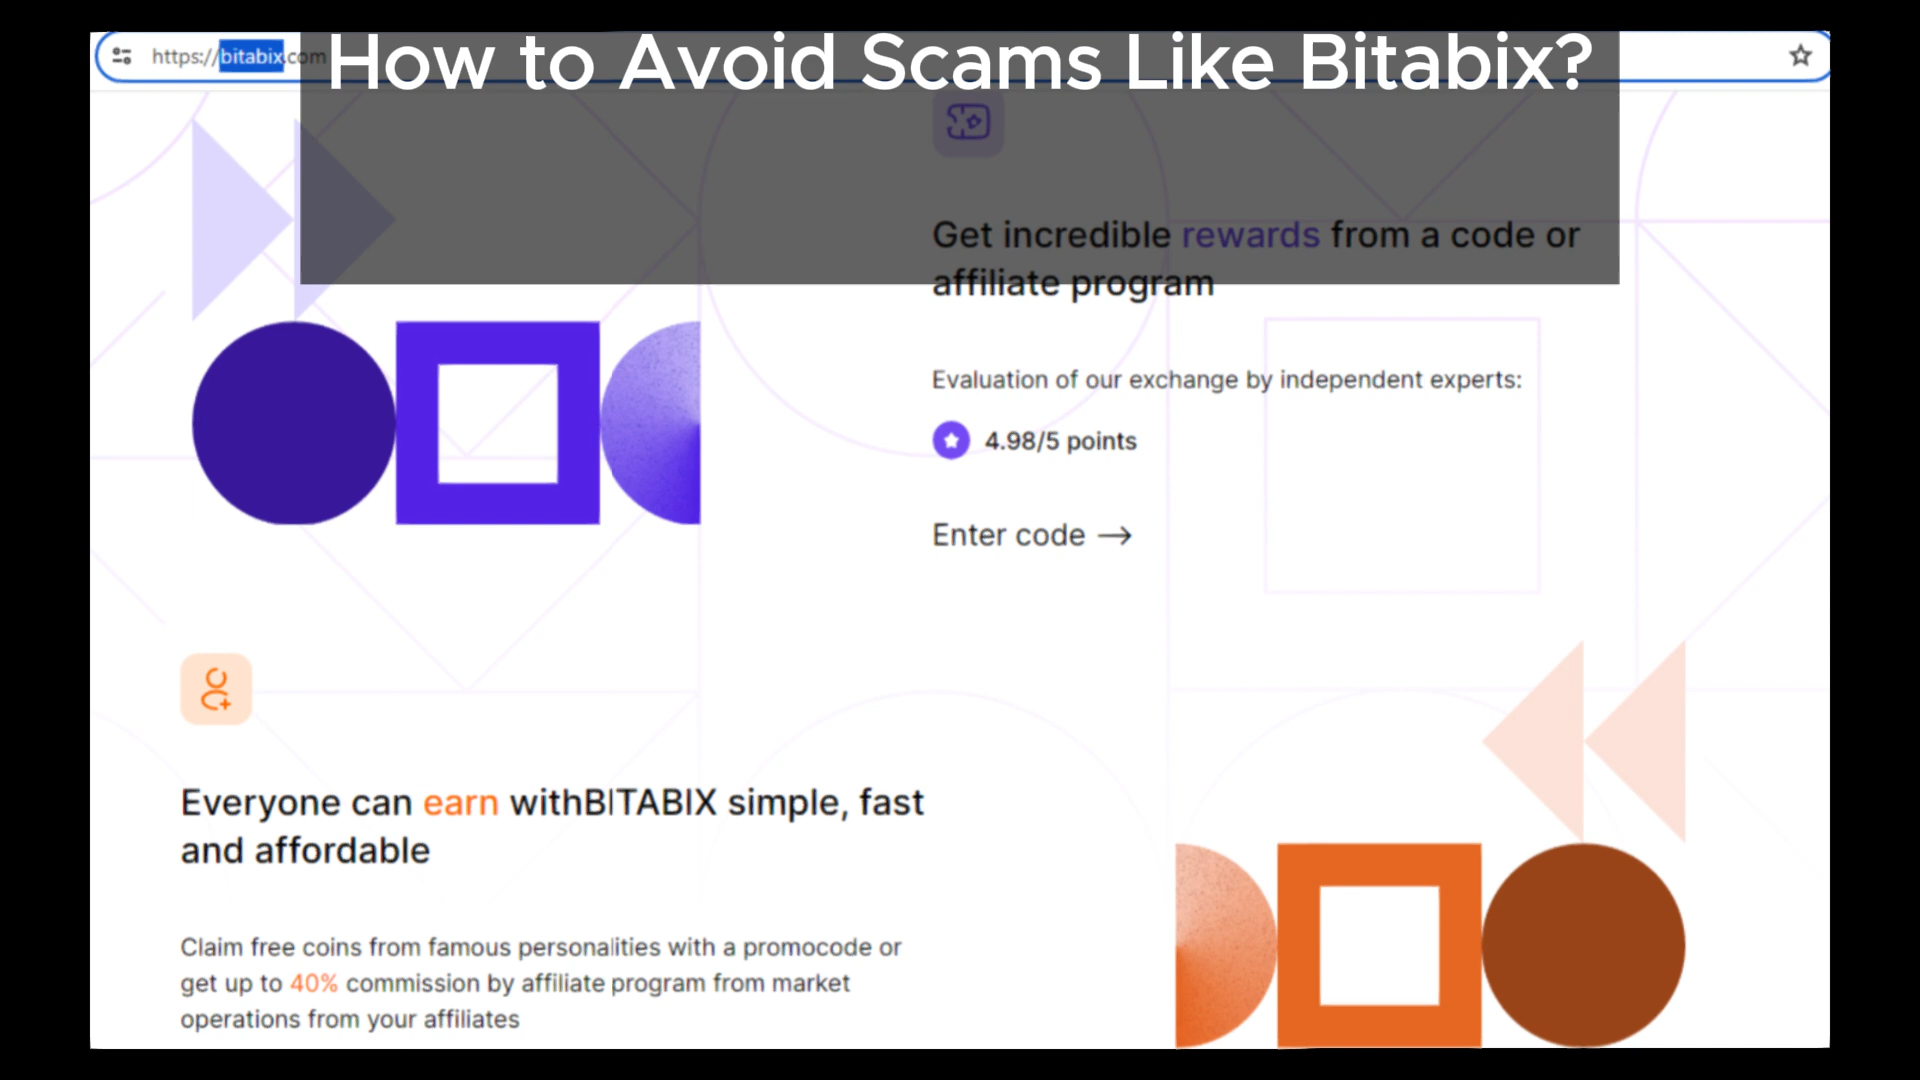 https://bitabix.com
How to Avoid Scams Like Bitabix?
Get incredible rewards from a code or
affiliate program
Evaluation of our exchange by independent experts:
4.98/5 points
Enter code →
Everyone can earn withBITABIX simple, fast
and affordable
Claim free coins from famous personalities with a promocode or
get up to 40% commission by affiliate program from market
operations from your affiliates